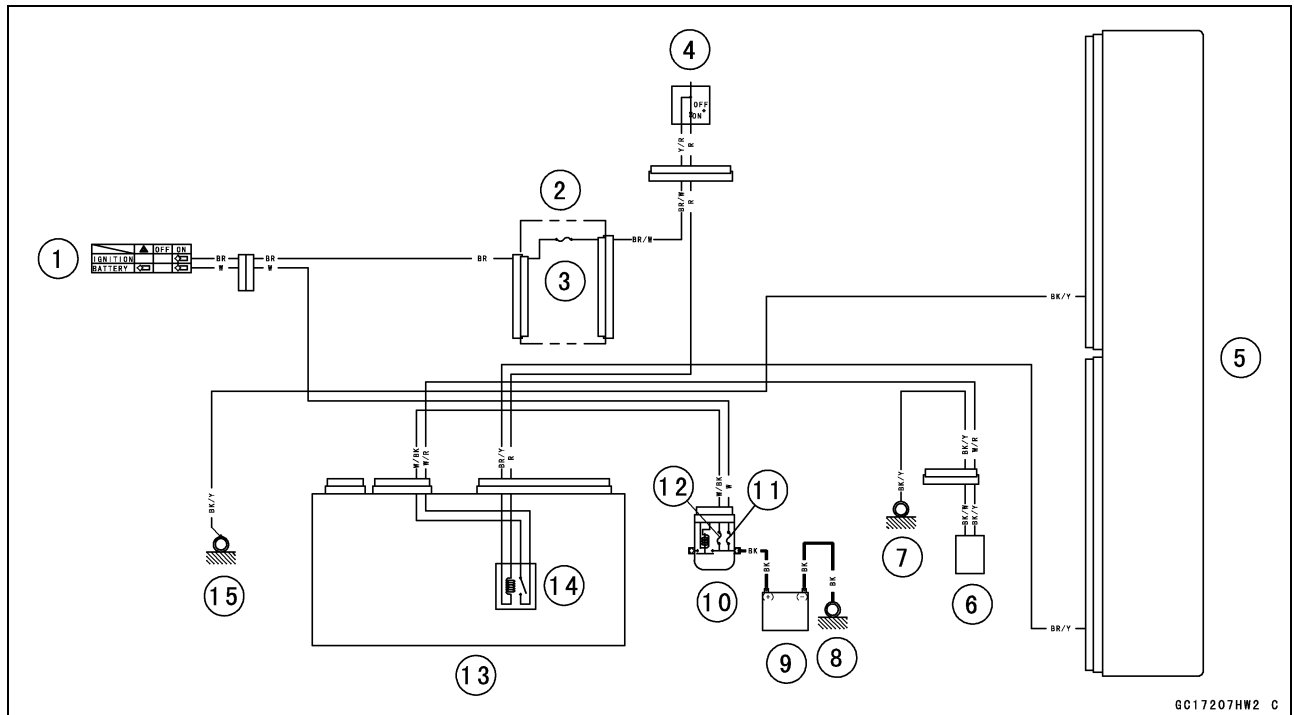 4
OFF
ON
Y/R
R
2
BR/W
R
1
OFF ON
IGNITION
BATTERY
BR
W
BR
W
BR
BR/W
3
BK/Y
5
W/BK
W/R
BR/Y
R
BK/Y
W/R
BK/Y
BK/Y
12
W/BK
W
11
BK/W
BK/Y
7
6
15
14
10
BK
BK
(+)
BK
(-)
BK
9
8
BR/Y
13
GC17207HW2 C